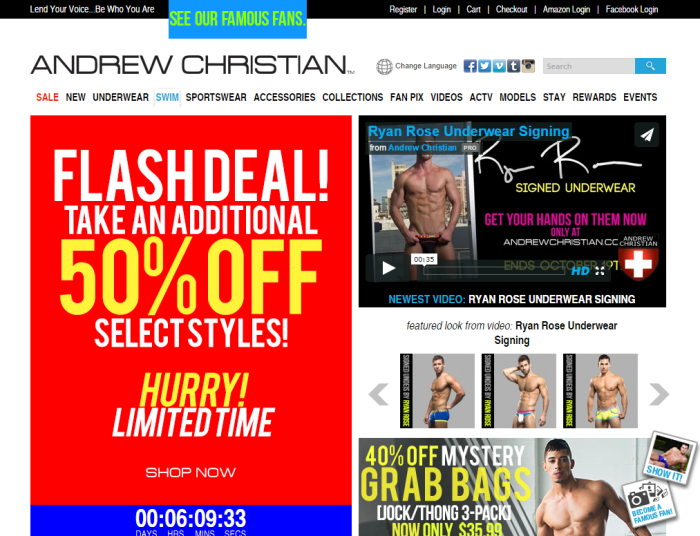 Lend Your Voice...Be Who You Are
SEE OUR FAMOUS FANS.
Register | Login | Cart | Checkout | Amazon Login | Facebook Login
ANDREW CHRISTIAN™
Change Language
Search
SALE NEW UNDERWEAR SWIM SPORTSWEAR ACCESSORIES COLLECTIONS FAN PIX VIDEOS ACTV MODELS STAY REWARDS EVENTS
FLASH DEAL!
TAKE AN ADDITIONAL
50% OFF
SELECT STYLES!
HURRY!
LIMITED TIME
SHOP NOW
00:06:09:33
DAYS HRS MINS SECS
Ryan Rose Underwear Signing
from Andrew Christian PRO
SIGNED UNDERWEAR
GET YOUR HANDS ON THEM NOW
ONLY AT
ANDREWCHRISTIAN.CO
ANDREW
CHRISTIAN
00:35
ENDS OCTOBER 19T
HD
NEWEST VIDEO: RYAN ROSE UNDERWEAR SIGNING
featured look from video: Ryan Rose Underwear
Signing
SIGNED UNDIES BY RYAN ROSE
SIGNED UNDIES BY RYAN ROSE
SIGNED UNDIES BY RYAN ROSE
40% OFF MYSTERY
GRAB BAGS
[JOCK/THONG 3-PACK]
NOW ONLY $35.99
SHOW IT!
BECOME A
FAMOUS FAN!